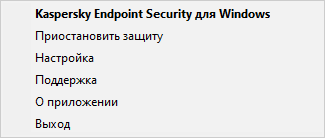 Kaspersky Endpoint Security для Windows
Приостановить защиту
Настройка
Поддержка
О приложении
Выход